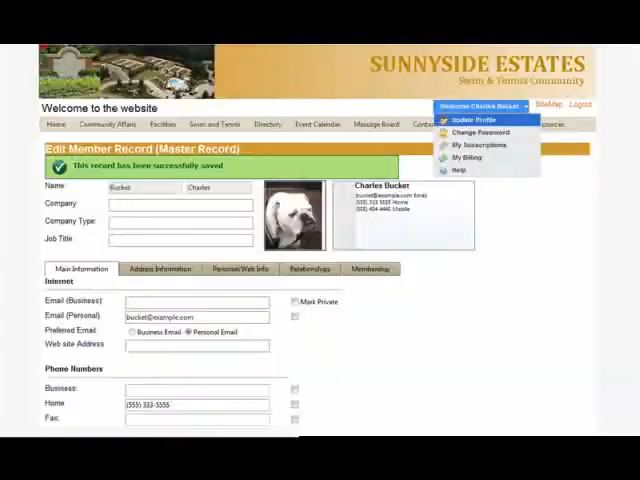 SUNNYSIDE ESTATES
Swim & Tennis Community
Welcome to the website
Welcome Charles Bucket
SiteMap Logout
Home Community Affairs Facilities Swim and Tennis Directory Event Calendar Message Board
Update Profile
Change Password
My Subscriptions
My Billing
Help
Edit Member Record (Master Record)
This record has been successfully saved
Name Bucket Charles
Company
Company Type:
Job Title
Charles Bucket
bucket@example.com Email
(555) 333 5555 Home
(555) 454 4445 Mobile
Main Information Address Information Personal/Web Info Relationships Membership
Internet
Email (Business): Mark Private
Email (Personal) bucket@example.com
Preferred Email Business Email Personal Email
Web site Address
Phone Numbers
Business:
Home (555) 333-5555
Fax: